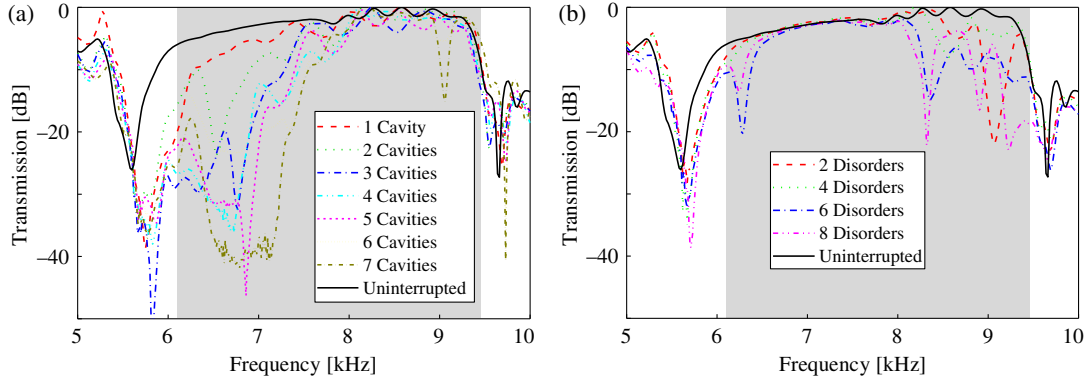 (a)
0
−20
−40
Transmission [dB]
1 Cavity
2 Cavities
3 Cavities
4 Cavities
5 Cavities
6 Cavities
7 Cavities
Uninterrupted
5 6 7 8 9 10
Frequency [kHz]
(b)
0
−20
−40
Transmission [dB]
2 Disorders
4 Disorders
6 Disorders
8 Disorders
Uninterrupted
5 6 7 8 9 10
Frequency [kHz]